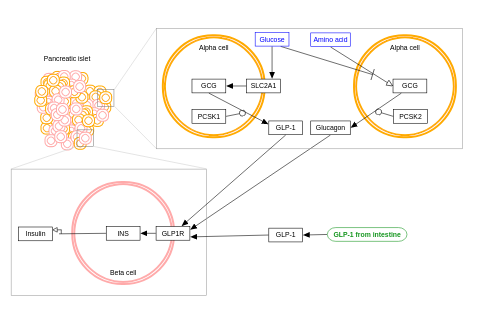 Glucose
Amino acid
Alpha cell
Alpha cell
Pancreatic islet
GCG
SLC2A1
GCG
PCSK1
PCSK2
GLP-1
Glucagon
Insulin
INS
GLP1R
GLP-1
GLP-1 from intestine
Beta cell